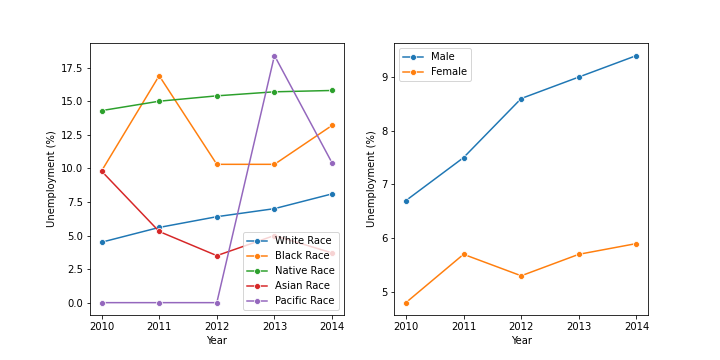 17.5
15.0
12.5
10.0
7.5
5.0
2.5
0.0
Unemployment (%)
2010 2011 2012 2013 2014
Year
White Race
Black Race
Native Race
Asian Race
Pacific Race
9
8
7
6
5
Unemployment (%)
2010 2011 2012 2013 2014
Year
Male
Female